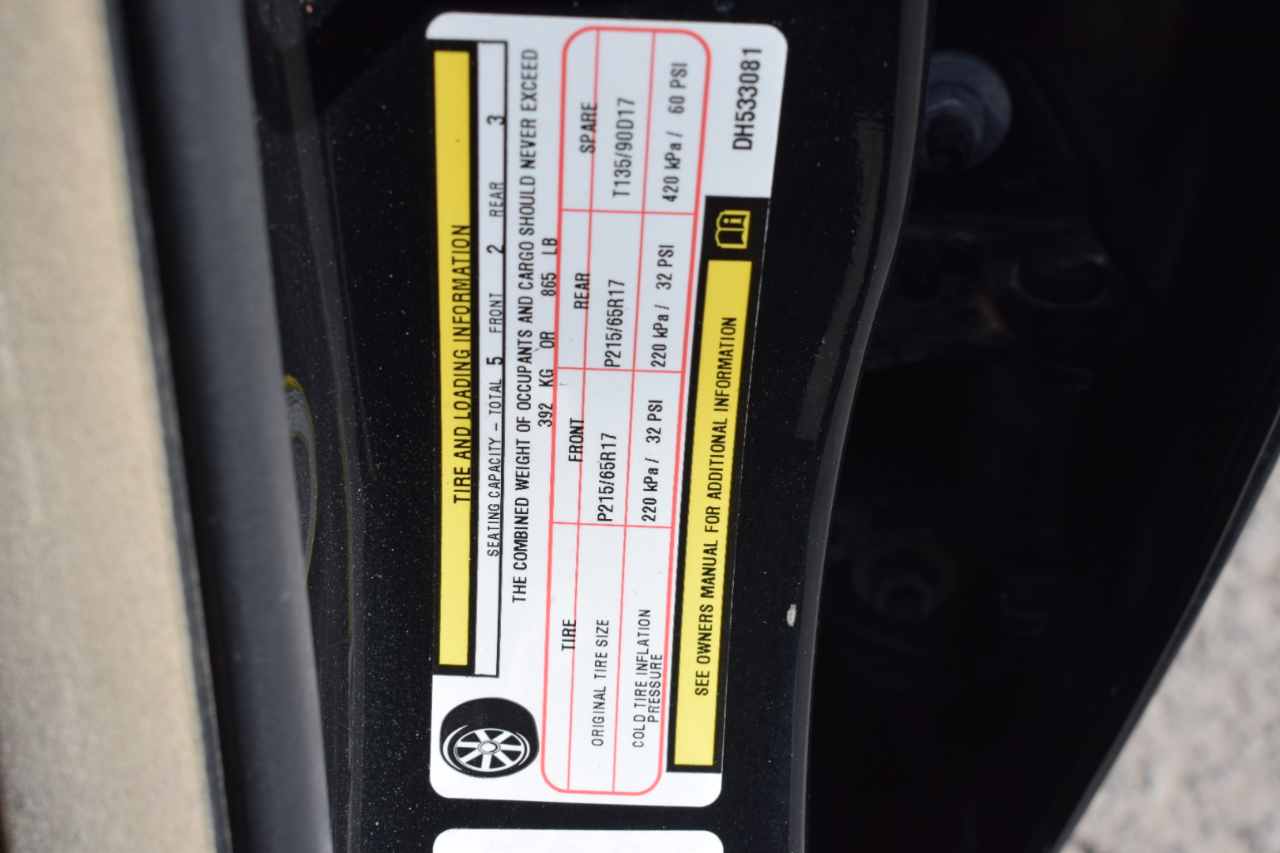 TIRE AND LOADING INFORMATION
SEATING CAPACITY – TOTAL 5 FRONT 2 REAR 3
THE COMBINED WEIGHT OF OCCUPANTS AND CARGO SHOULD NEVER EXCEED
392 KG OR 865 LB
TIRE FRONT REAR SPARE
ORIGINAL TIRE SIZE P215/65R17 P215/65R17 T135/90D17
COLD TIRE INFLATION PRESSURE 220 kPa / 32 PSI 220 kPa / 32 PSI 420 kPa / 60 PSI
SEE OWNERS MANUAL FOR ADDITIONAL INFORMATION
DH533081